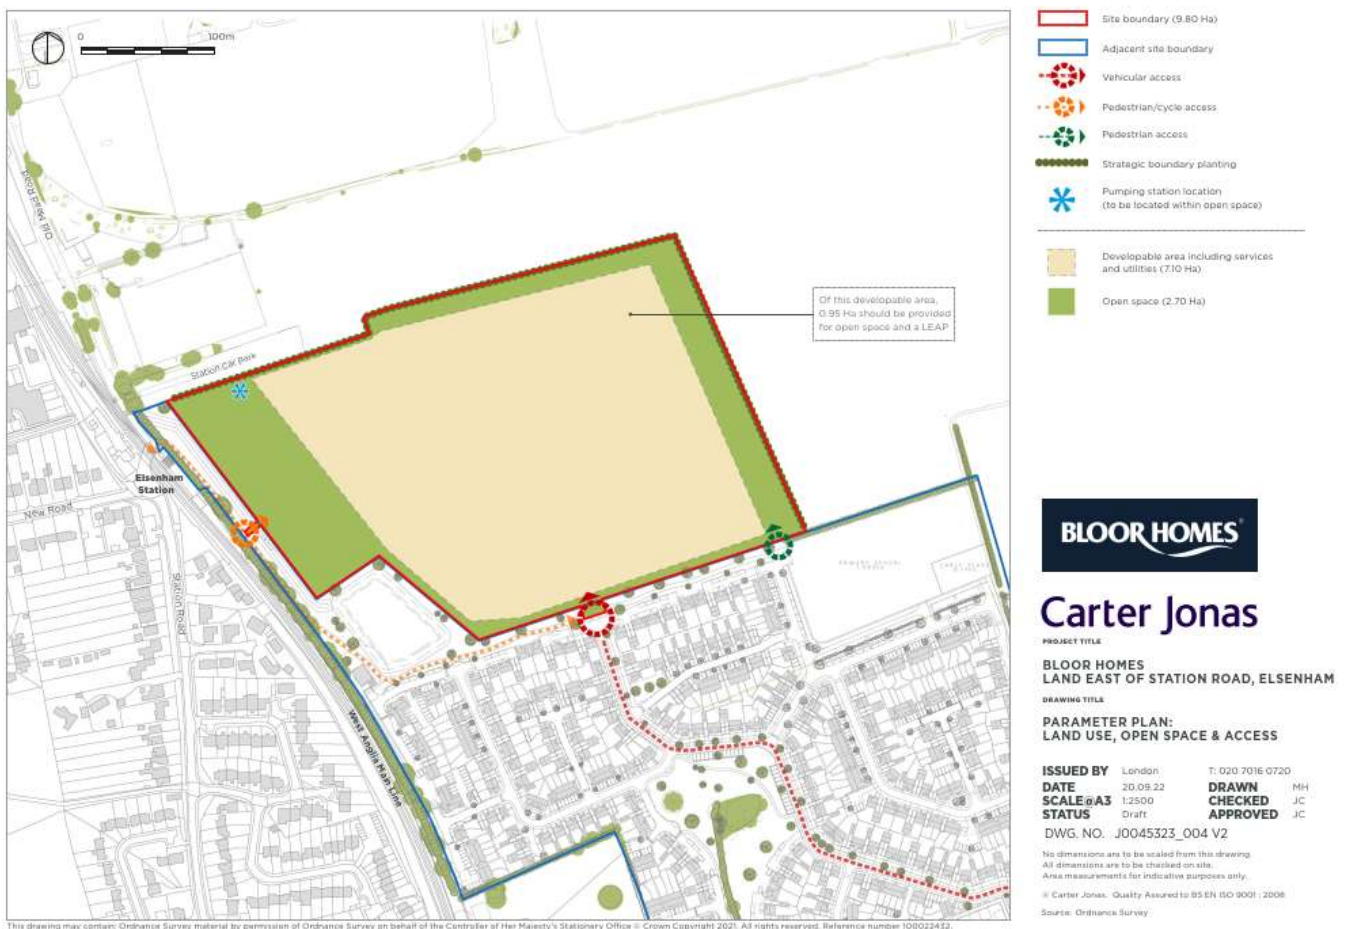 0 100m
Old Mead Road
Station Car Park
Elsenham
Station
New Road
Station Road
West Anglia Main Line
Of this developable area,
0.95 Ha should be provided
for open space and a LEAP
PRIMARY SCHOOL
Site boundary (9.80 Ha)
Adjacent site boundary
Vehicular access
Pedestrian/cycle access
Pedestrian access
Strategic boundary planting
Pumping station location
(to be located within open space)
Developable area including services
and utilities (7.10 Ha)
Open space (2.70 Ha)
BLOOR HOMES®
Carter Jonas
PROJECT TITLE
BLOOR HOMES
LAND EAST OF STATION ROAD, ELSENHAM
DRAWING TITLE
PARAMETER PLAN:
LAND USE, OPEN SPACE & ACCESS
ISSUED BY London T: 020 7016 0720
DATE 20.09.22 DRAWN MH
SCALE@A3 1:2500 CHECKED JC
STATUS Draft APPROVED JC
DWG. NO. J0045323_004 V2
No dimensions are to be scaled from this drawing
All dimensions are to be checked on site.
Area measurements for indicative purposes only.
© Carter Jonas. Quality Assured to BS EN ISO 9001 : 2008
Source: Ordnance Survey
This drawing may contain: Ordnance Survey material by permission of Ordnance Survey on behalf of the Controller of Her Majesty's Stationery Office © Crown Copyright 2021. All rights reserved. Reference number 100022432.